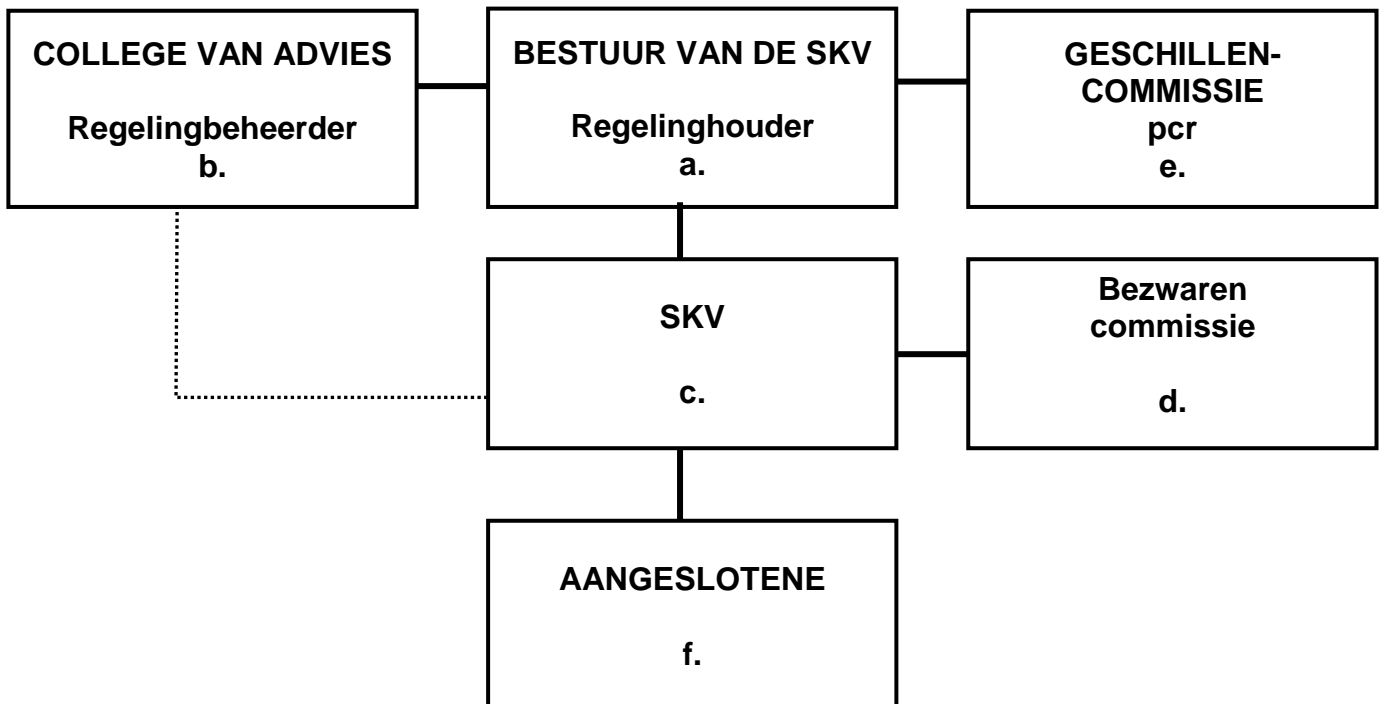 COLLEGE VAN ADVIES
Regelingbeheerder
b.
BESTUUR VAN DE SKV
Regelinghouder
a.
GESCHILLEN-
COMMISSIE
pcr
e.
SKV
c.
Bezwaren
commissie
d.
AANGESLOTENE
f.